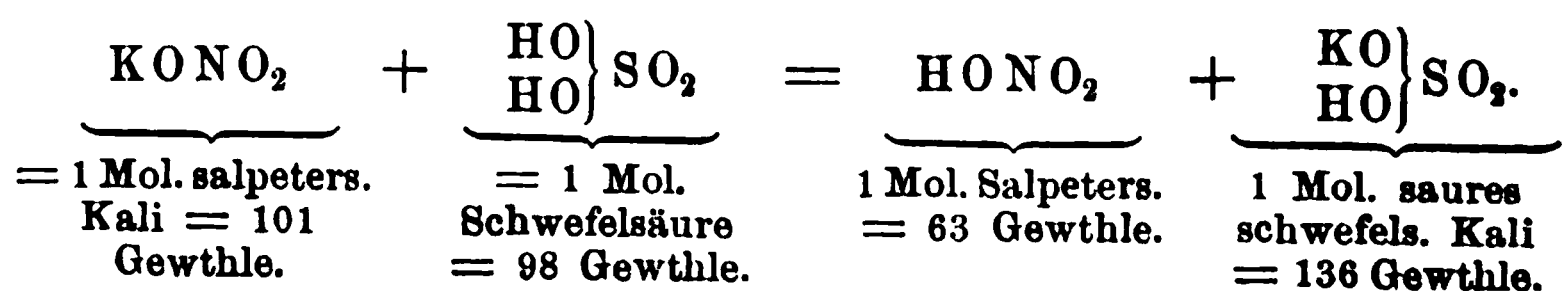 KONO₂ + HO HO } SO₂ = HONO₂ + KO HO } SO₂.
= 1 Mol. salpeters.
Kali = 101
Gewthle.
= 1 Mol.
Schwefelsäure
= 98 Gewthle.
1 Mol. Salpeters.
= 63 Gewthle.
1 Mol. saures
schwefels. Kali
= 136 Gewthle.